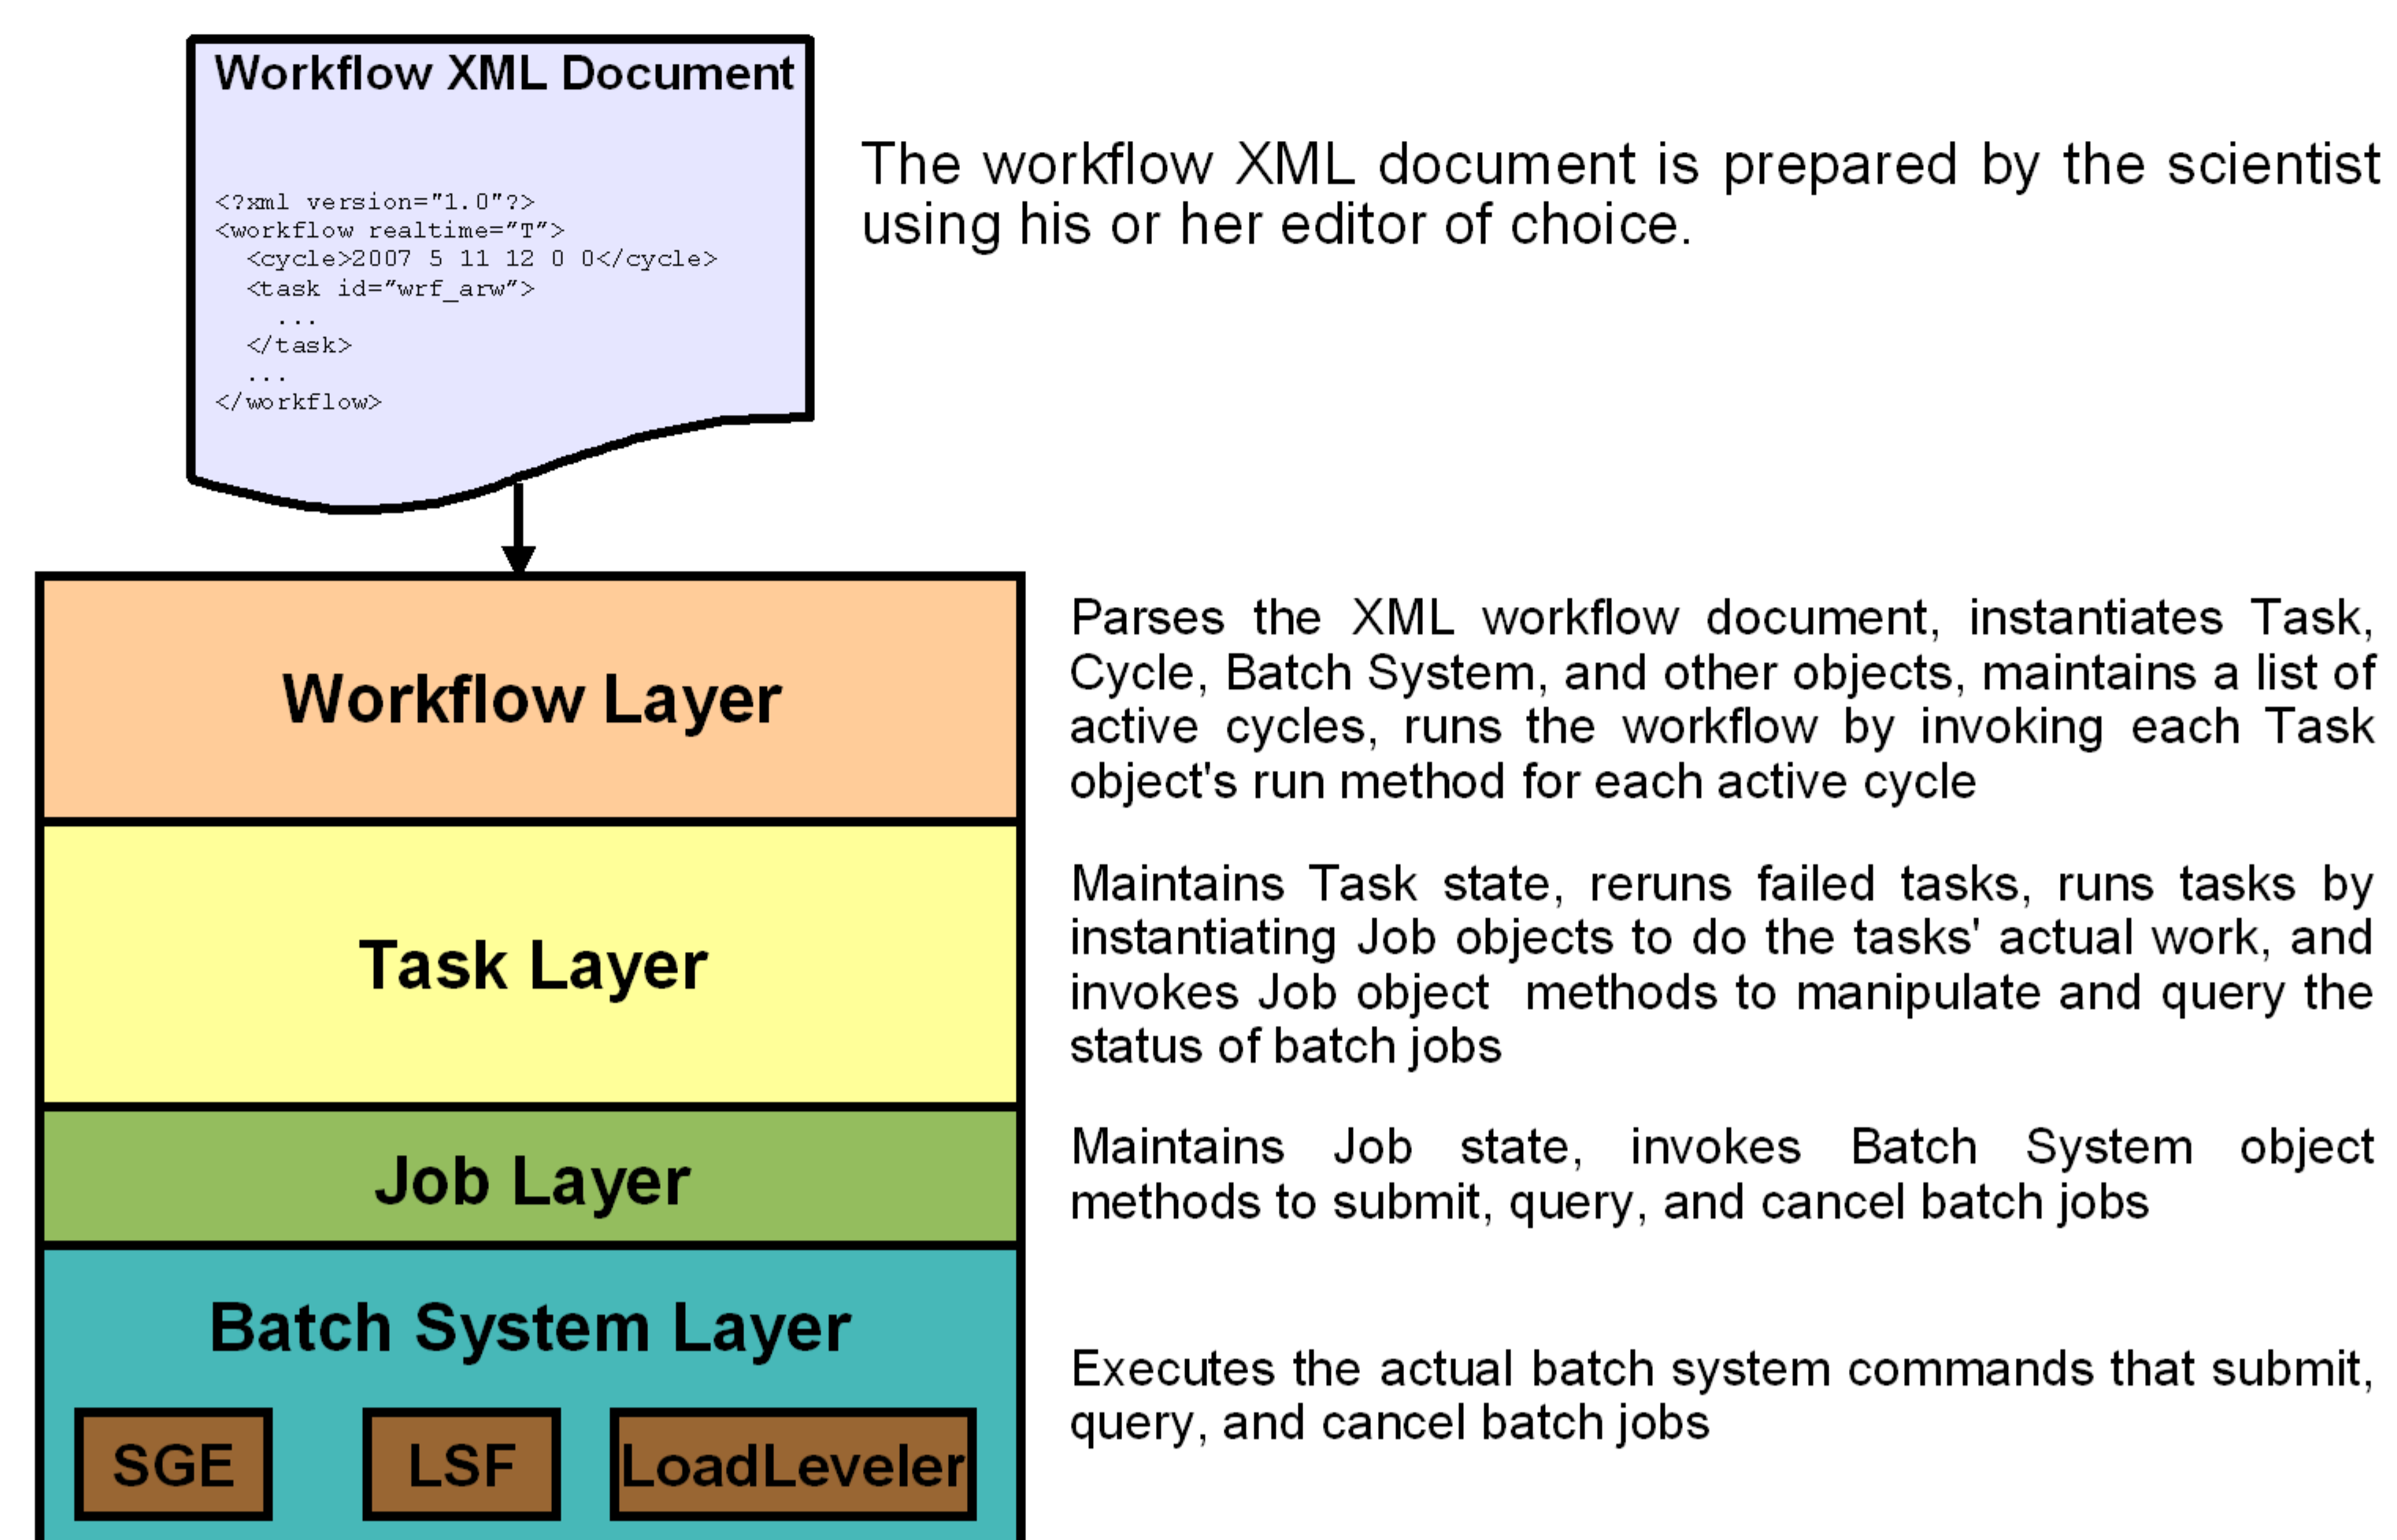 Workflow XML Document
<?xml version="1.0"?>
<workflow realtime="T">
<cycle>2007 5 11 12 0 0</cycle>
<task id="wrf_arw">
...
</task>
...
</workflow>
The workflow XML document is prepared by the scientist
using his or her editor of choice.
Workflow Layer
Parses the XML workflow document, instantiates Task,
Cycle, Batch System, and other objects, maintains a list of
active cycles, runs the workflow by invoking each Task
object's run method for each active cycle
Task Layer
Maintains Task state, reruns failed tasks, runs tasks by
instantiating Job objects to do the tasks' actual work, and
invokes Job object methods to manipulate and query the
status of batch jobs
Job Layer
Maintains Job state, invokes Batch System object
methods to submit, query, and cancel batch jobs
Batch System Layer
SGE
LSF
LoadLeveler
Executes the actual batch system commands that submit,
query, and cancel batch jobs